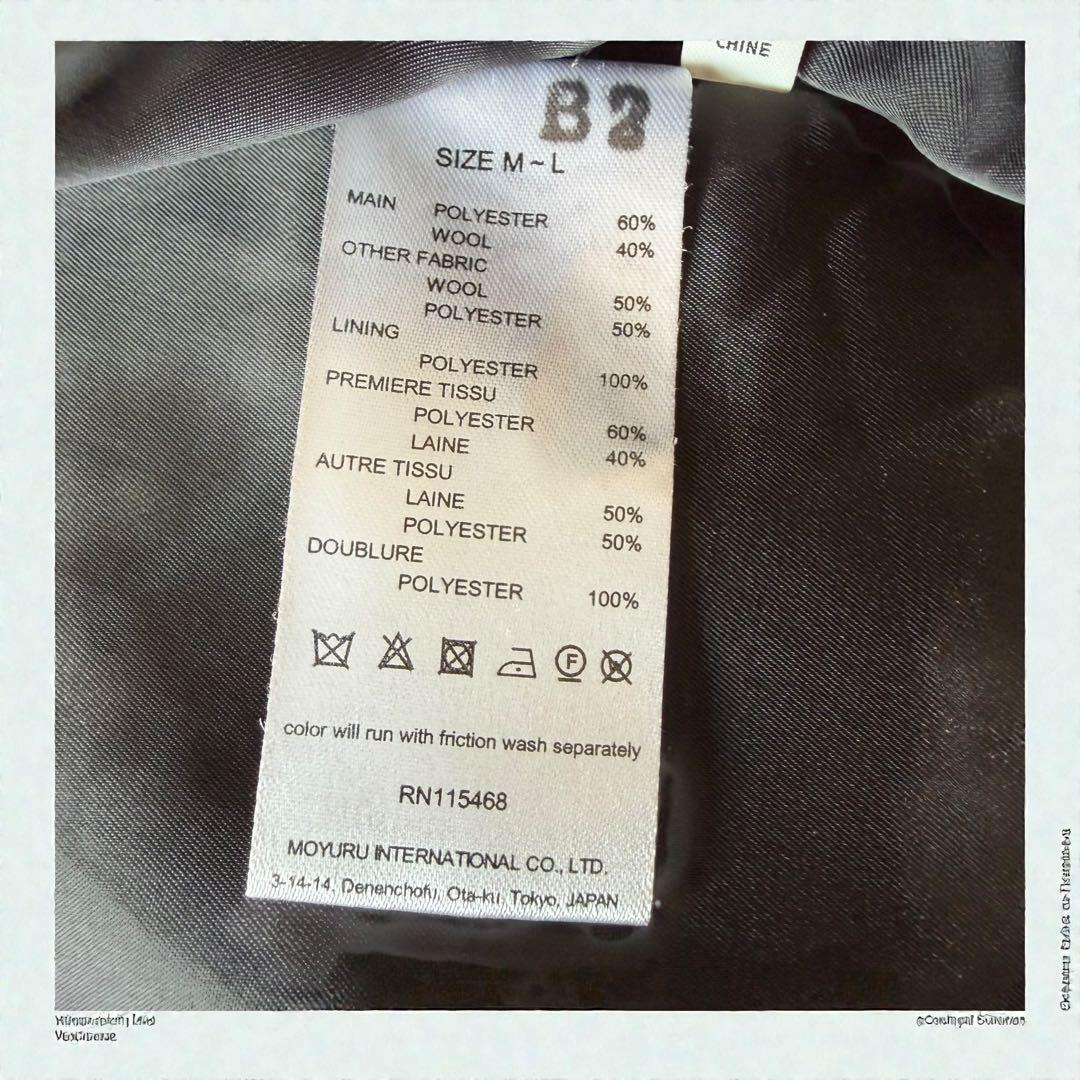 CHINE
SIZE M ~ L
MAIN POLYESTER 60%
WOOL 40%
OTHER FABRIC
WOOL 50%
POLYESTER 50%
LINING
POLYESTER 100%
PREMIERE TISSU
POLYESTER 60%
LAINE 40%
AUTRE TISSU
LAINE 50%
POLYESTER 50%
DOUBLURE
POLYESTER 100%
F
color will run with friction wash separately
RN115468
MOYURU INTERNATIONAL CO., LTD.
3-14-14, Denenchofu, Ota-ku, Tokyo, JAPAN